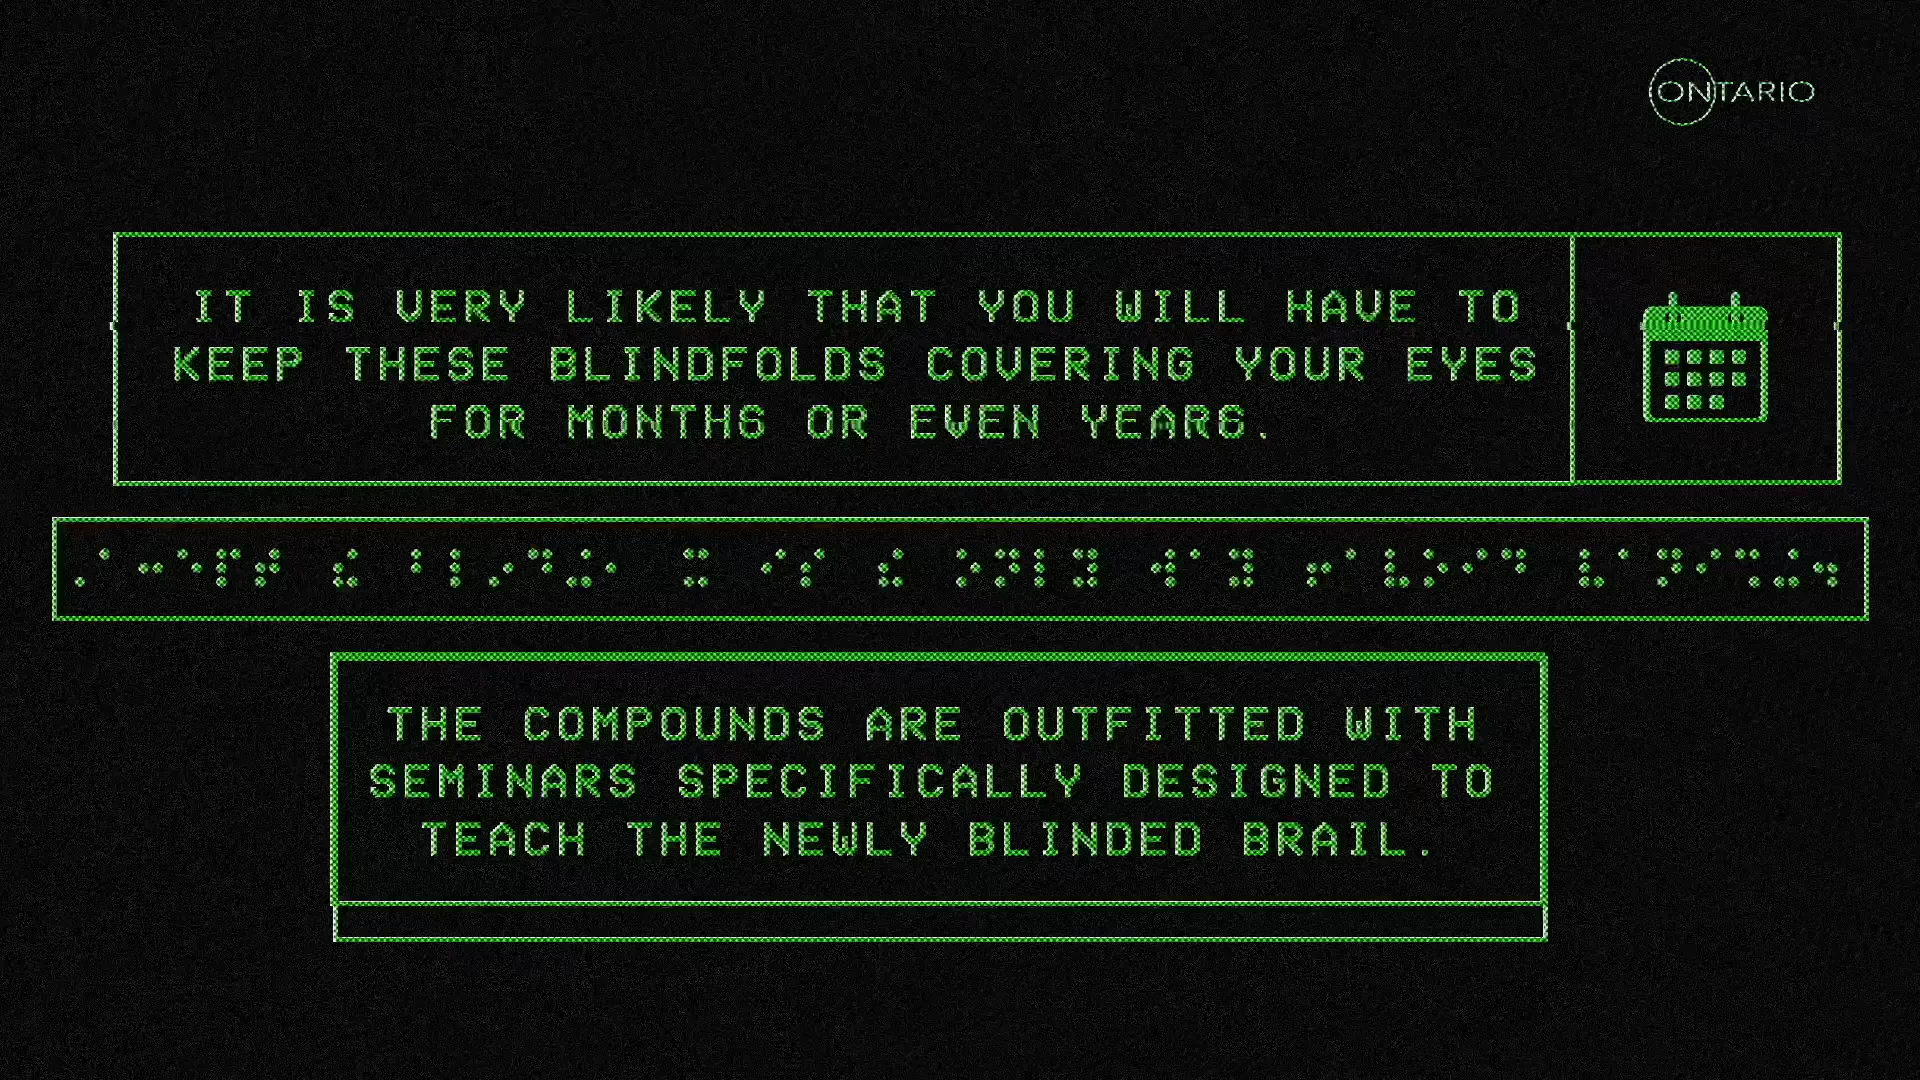 ONTARIO
IT IS VERY LIKELY THAT YOU WILL HAVE TO
KEEP THESE BLINDFOLDS COVERING YOUR EYES
FOR MONTHS OR EVEN YEARS.
THE COMPOUNDS ARE OUTFITTED WITH
SEMINARS SPECIFICALLY DESIGNED TO
TEACH THE NEWLY BLINDED BRAIL.